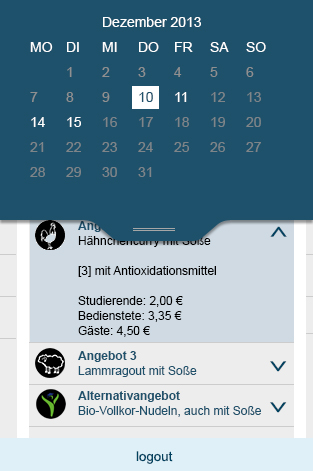 Dezember 2013
MO DI MI DO FR SA SO
1 2 3 4 5 6
7 8 9 10 11 12 13
14 15 16 17 18 19 20
21 22 23 24 25 26 27
28 29 30 31
Hähnchencurry mit Soße
[3] mit Antioxidationsmittel
Studierende: 2,00 €
Bedienstete: 3,35 €
Gäste: 4,50 €
Angebot 3
Lammragout mit Soße
Alternativangebot
Bio-Vollkor-Nudeln, auch mit Soße
logout